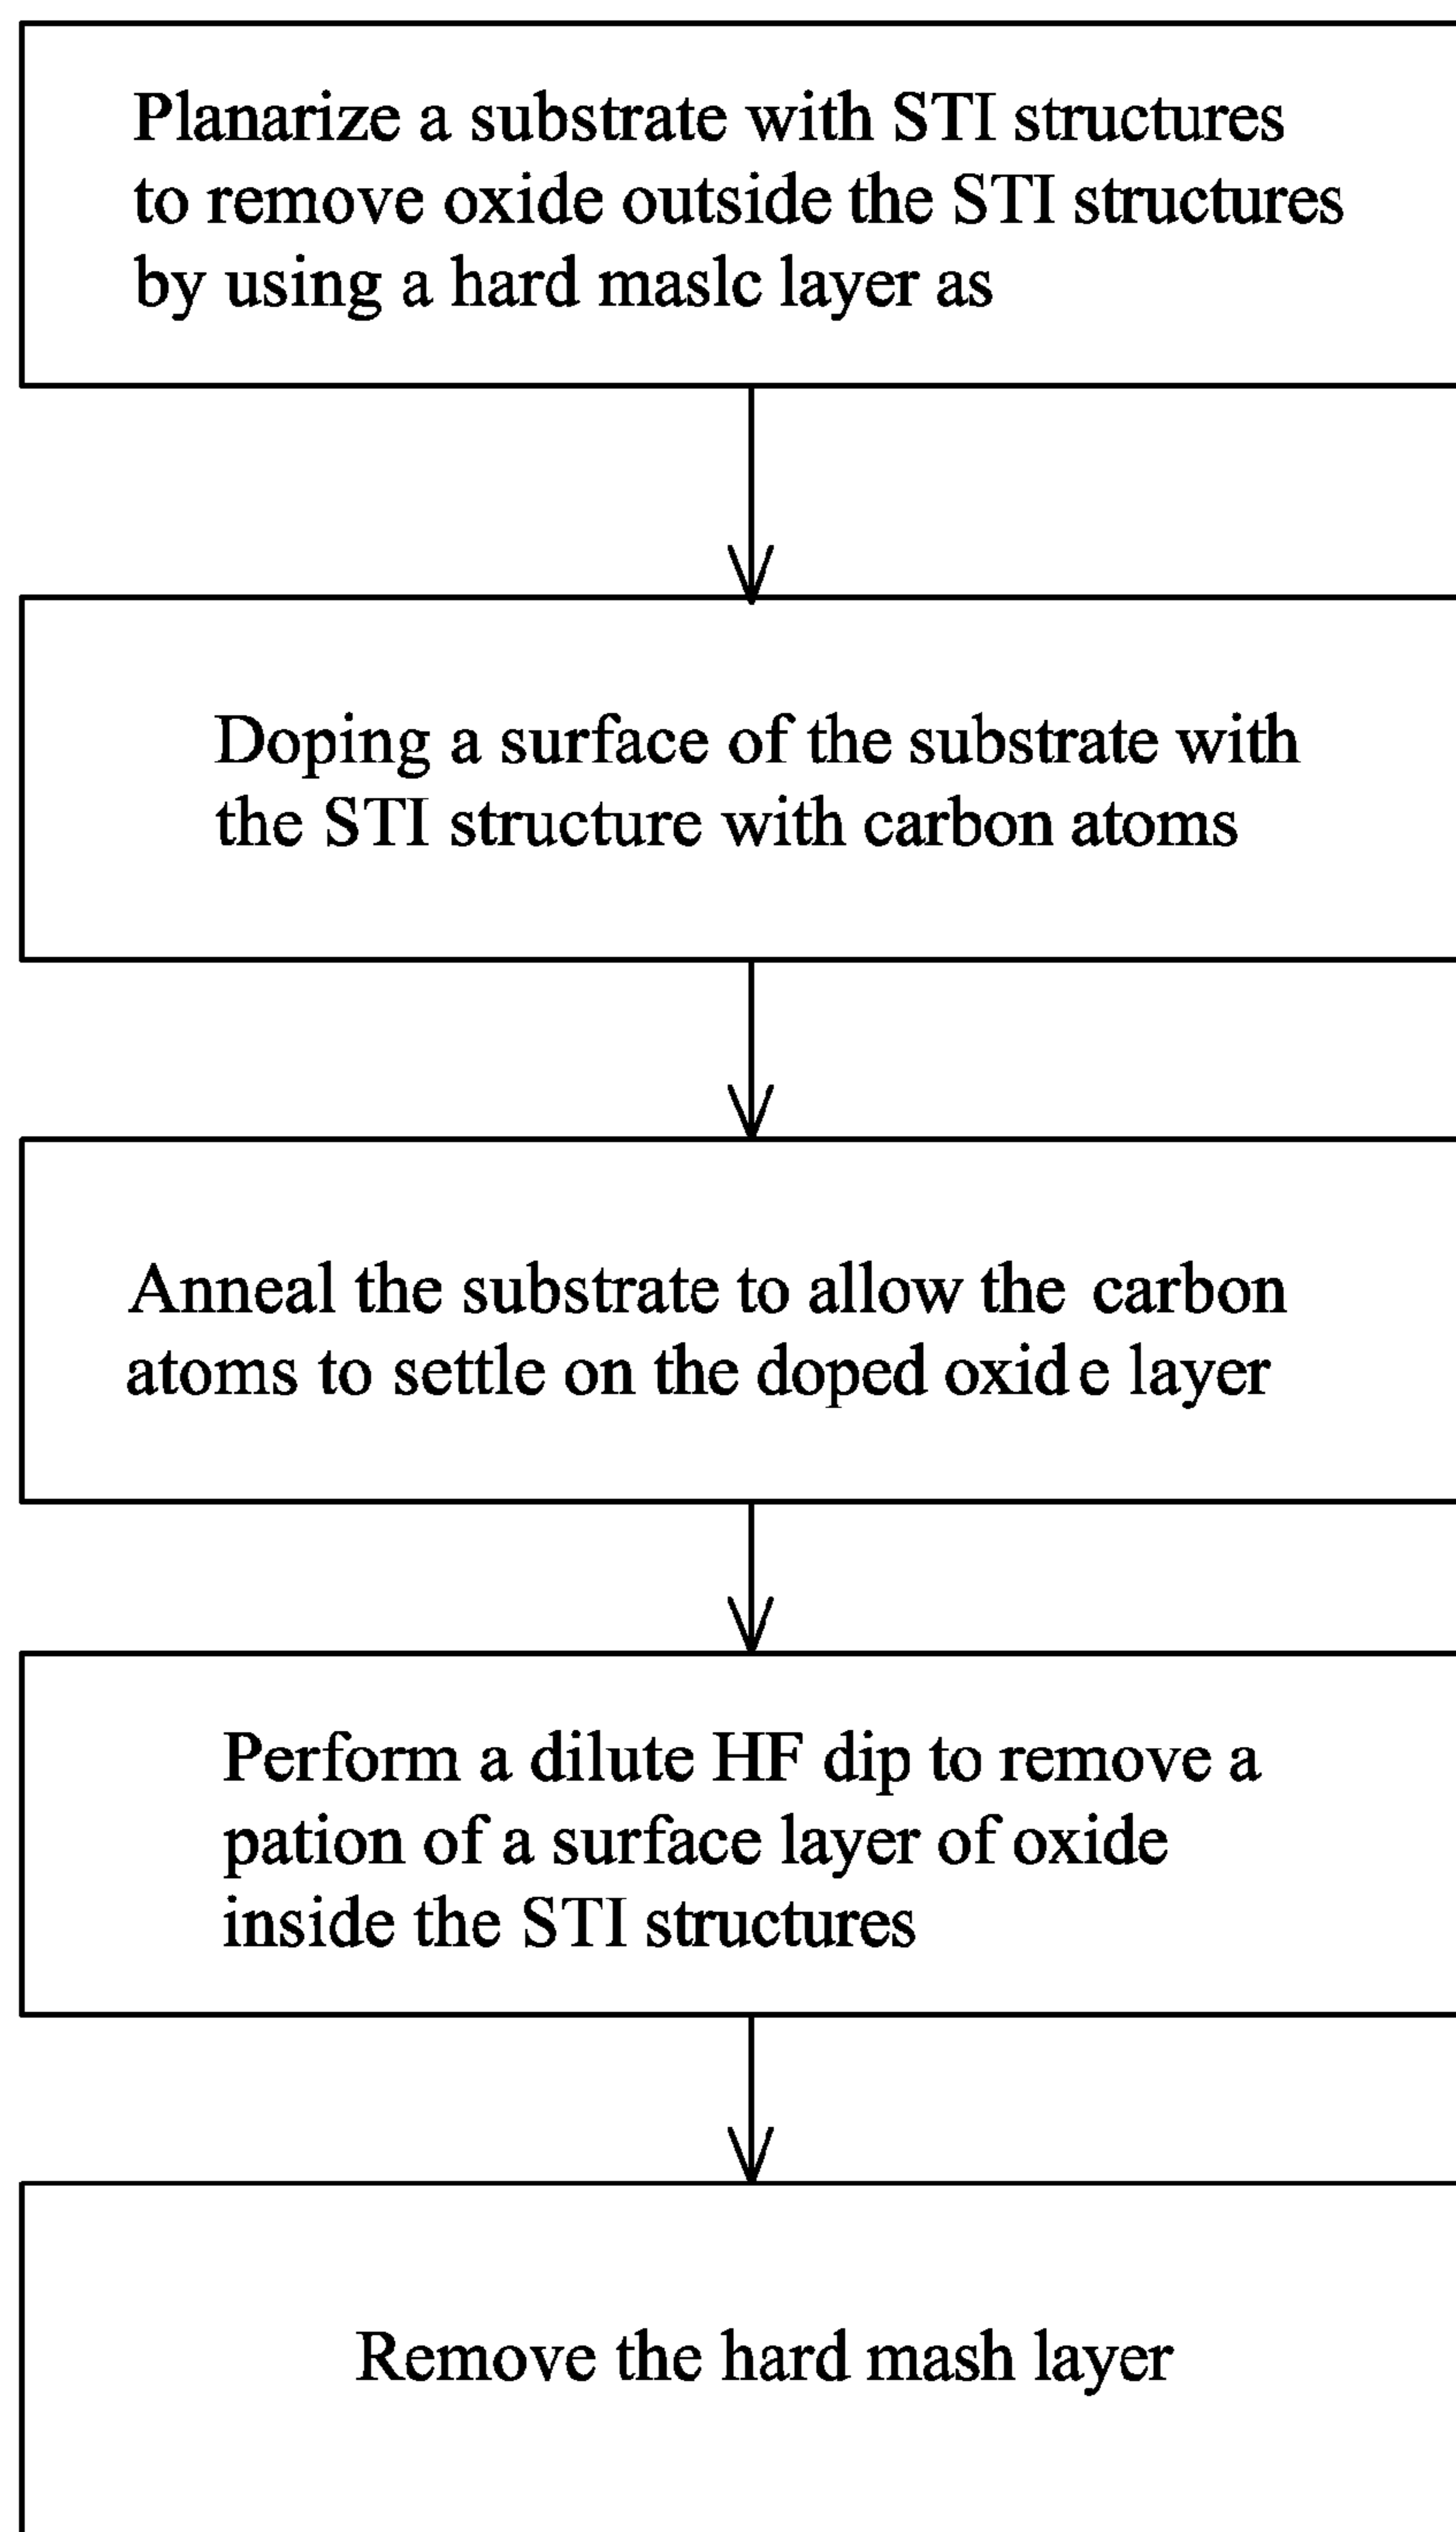 Planarize a substrate with STI structures
to remove oxide outside the STI structures
by using a hard maslc layer as
Doping a surface of the substrate with
the STI structure with carbon atoms
Anneal the substrate to allow the carbon
atoms to settle on the doped oxide layer
Perform a dilute HF dip to remove a
pation of a surface layer of oxide
inside the STI structures
Remove the hard mash layer